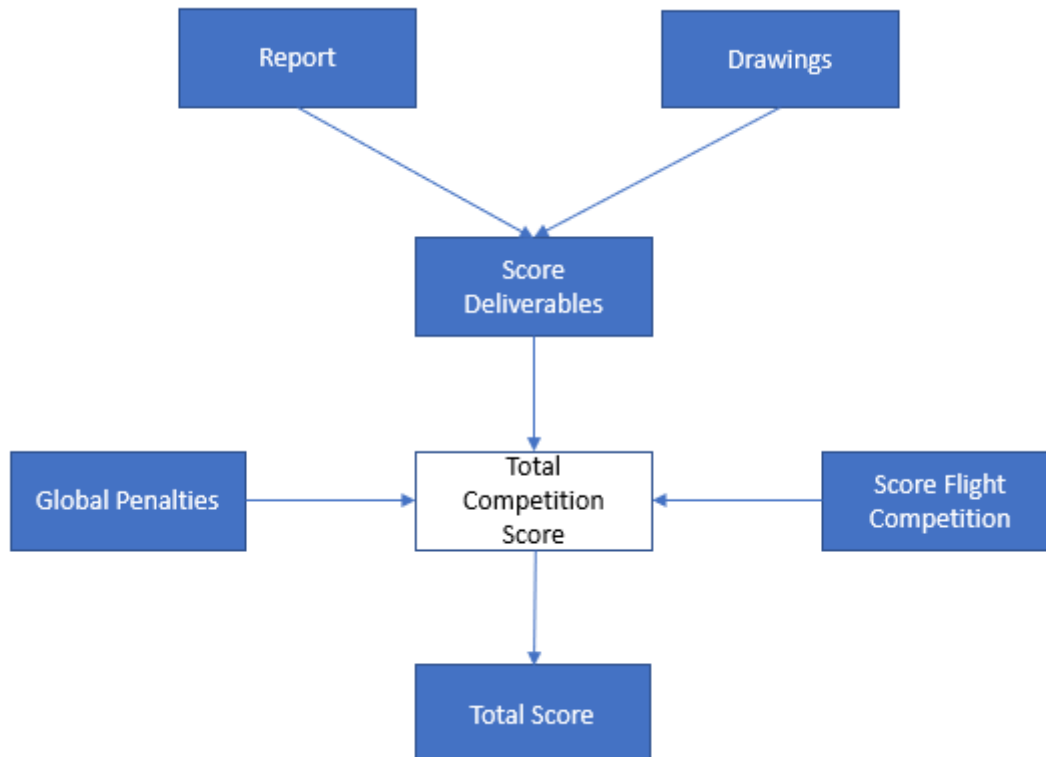 Report
Drawings
Score
Deliverables
Global Penalties
Total
Competition
Score
Score Flight
Competition
Total Score